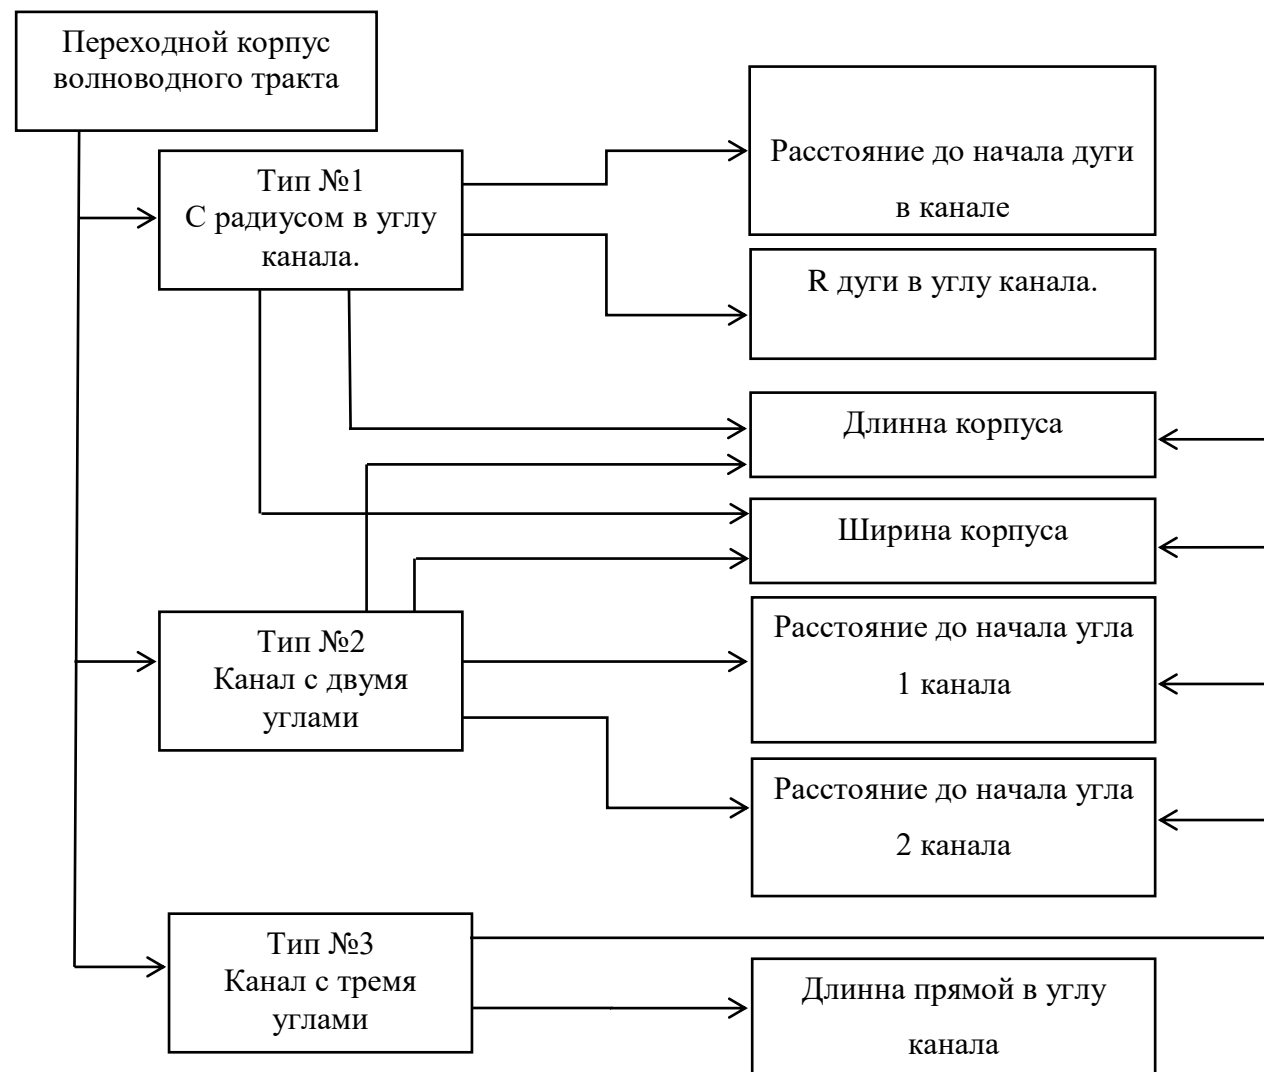 Переходной корпус
волноводного тракта
Тип №1
С радиусом в углу
канала.
Расстояние до начала дуги
в канале
R дуги в углу канала.
Длинна корпуса
Ширина корпуса
Тип №2
Канал с двумя
углами
Расстояние до начала угла
1 канала
Расстояние до начала угла
2 канала
Тип №3
Канал с тремя
углами
Длинна прямой в углу
канала